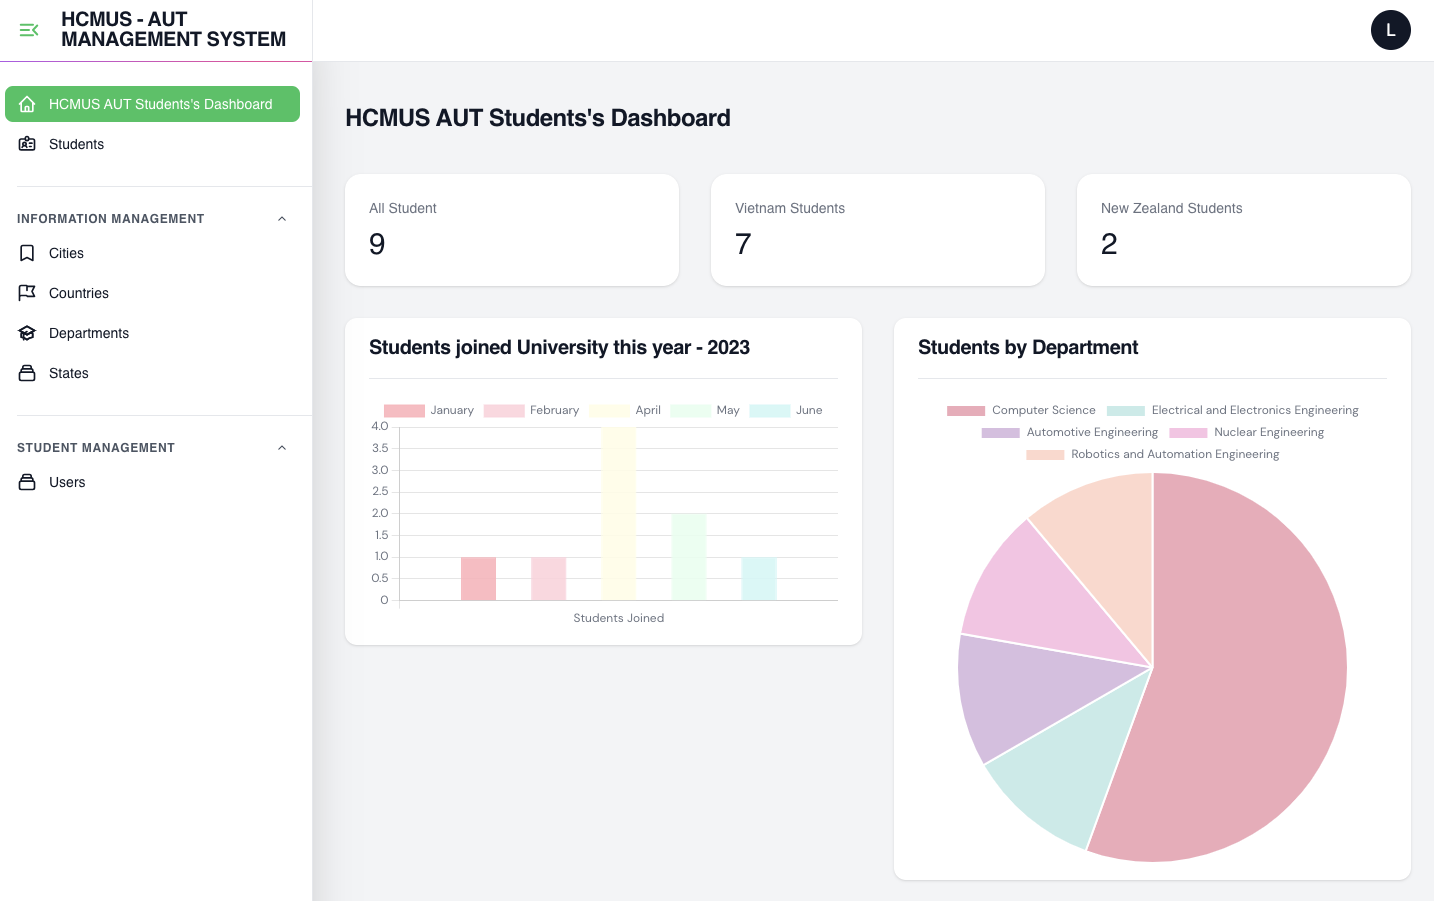 HCMUS - AUT
MANAGEMENT SYSTEM
L
HCMUS AUT Students's Dashboard
Students
INFORMATION MANAGEMENT
Cities
Countries
Departments
States
STUDENT MANAGEMENT
Users
HCMUS AUT Students's Dashboard
All Student
9
Vietnam Students
7
New Zealand Students
2
Students joined University this year - 2023
January February April May June
4.0
3.5
3.0
2.5
2.0
1.5
1.0
0.5
0
Students Joined
Students by Department
Computer Science Electrical and Electronics Engineering
Automotive Engineering Nuclear Engineering
Robotics and Automation Engineering